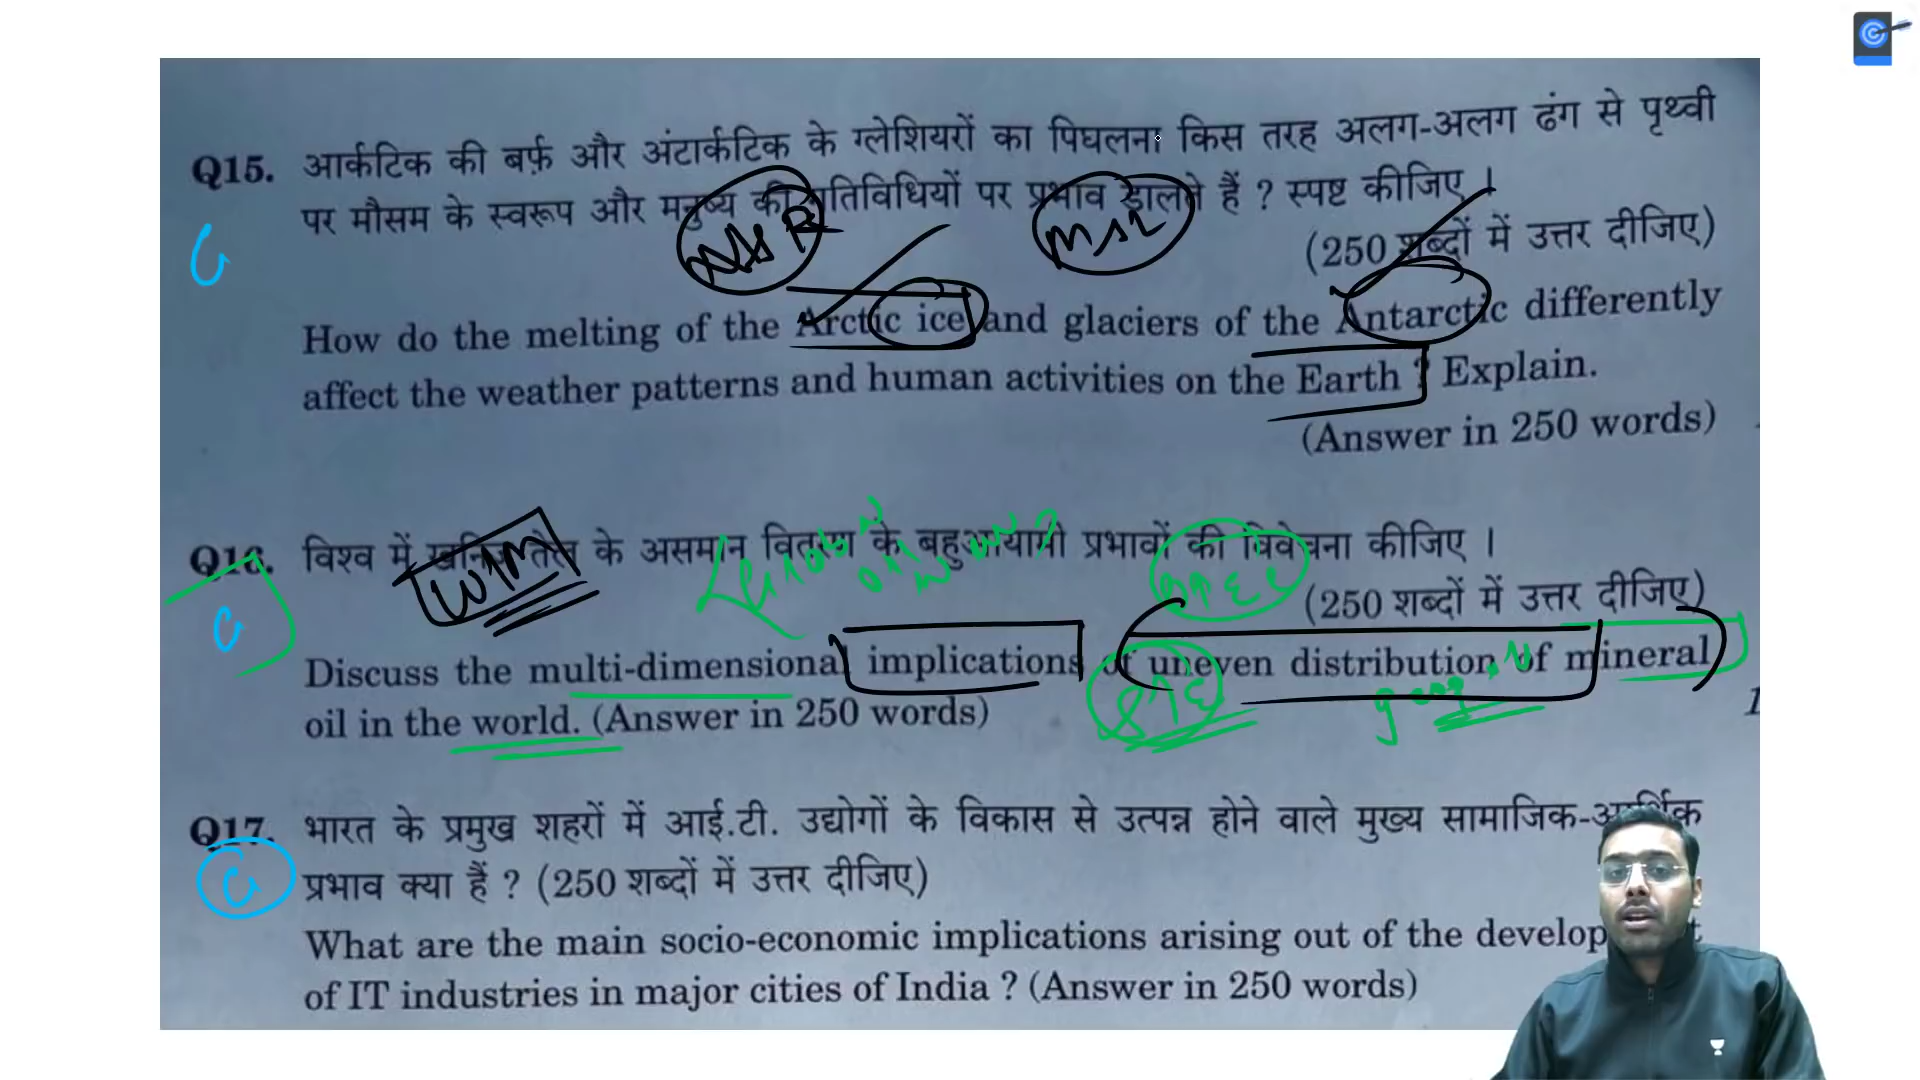 Q15. आर्कटिक की बर्फ़ और अंटार्कटिक के ग्लेशियरों का पिघलना किस तरह अलग-अलग ढंग से पृथ्वी
पर मौसम के स्वरूप और मनुष्य की गतिविधियों पर प्रभाव डालते हैं ? स्पष्ट कीजिए ।
(250 शब्दों में उत्तर दीजिए)
How do the melting of the Arctic ice and glaciers of the Antarctic differently
affect the weather patterns and human activities on the Earth ? Explain.
(Answer in 250 words)
Q16. विश्व में खनिज तेल के असमान वितरण के बहुआयामी प्रभावों की विवेचना कीजिए ।
(250 शब्दों में उत्तर दीजिए)
Discuss the multi-dimensional implications of uneven distribution of mineral
oil in the world. (Answer in 250 words)
Q17. भारत के प्रमुख शहरों में आई.टी. उद्योगों के विकास से उत्पन्न होने वाले मुख्य सामाजिक-आर्थिक
प्रभाव क्या हैं ? (250 शब्दों में उत्तर दीजिए)
What are the main socio-economic implications arising out of the develop
of IT industries in major cities of India ? (Answer in 250 words)